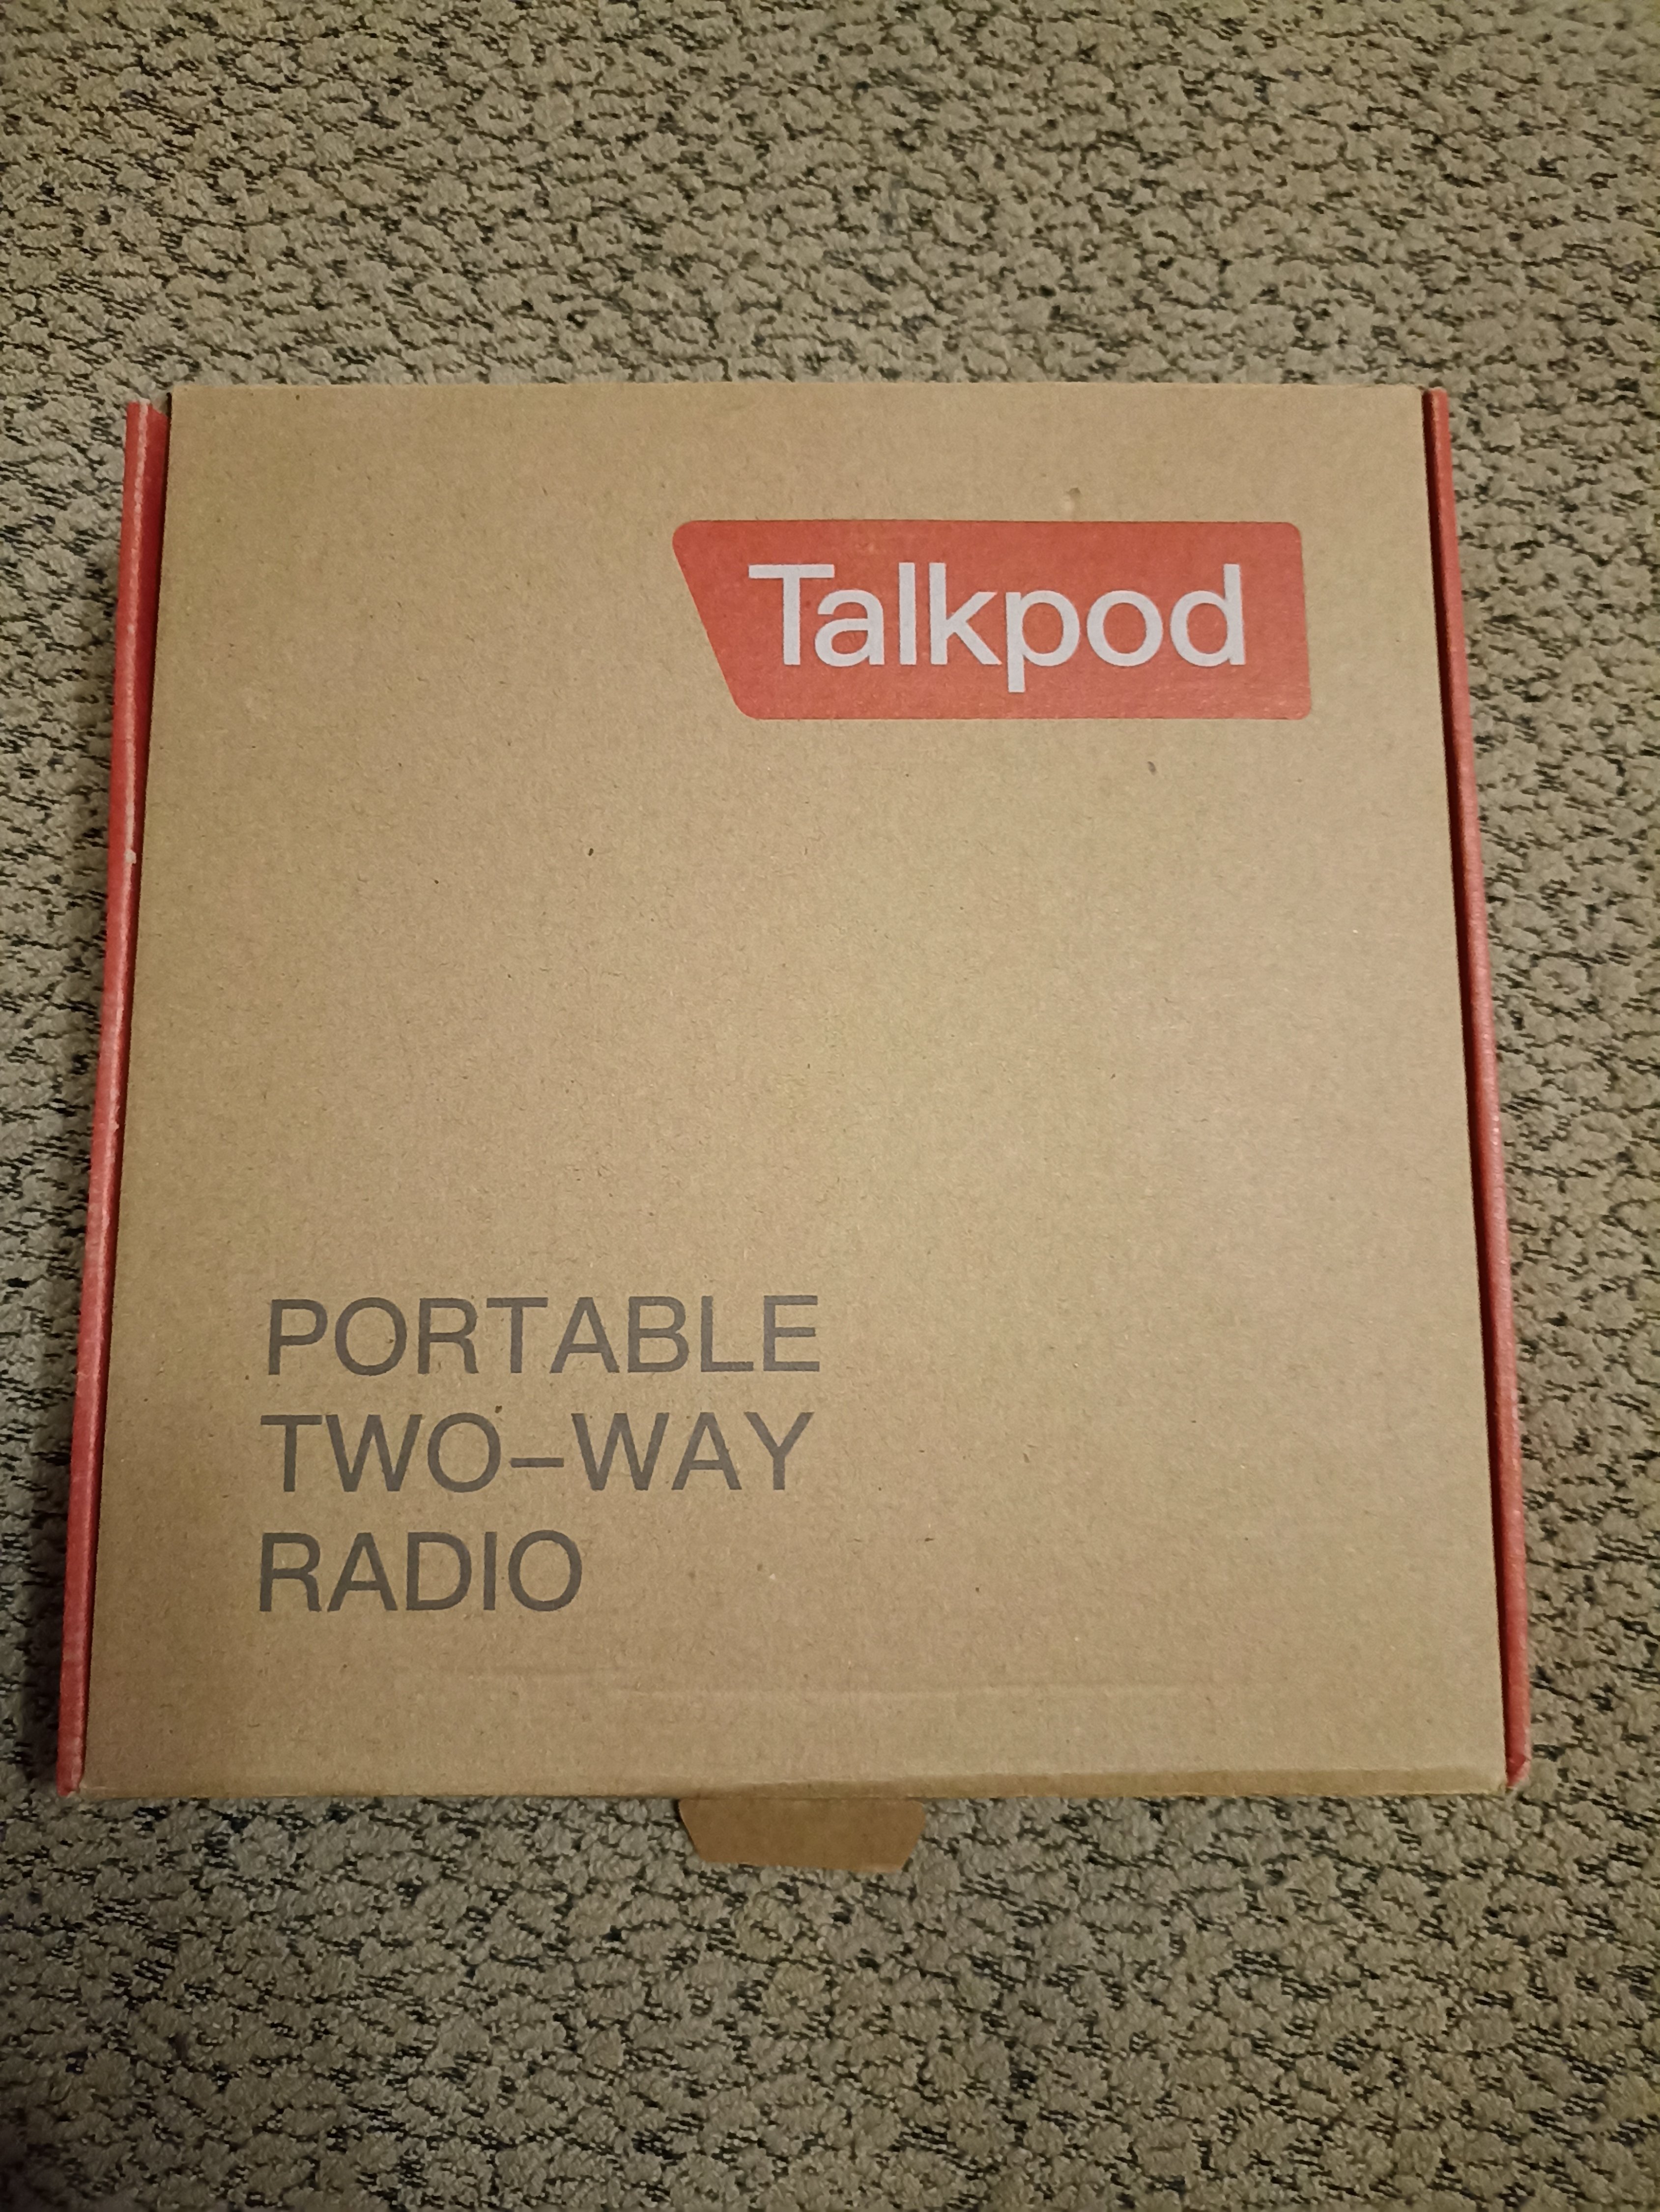 Talkpod
PORTABLE
TWO-WAY
RADIO